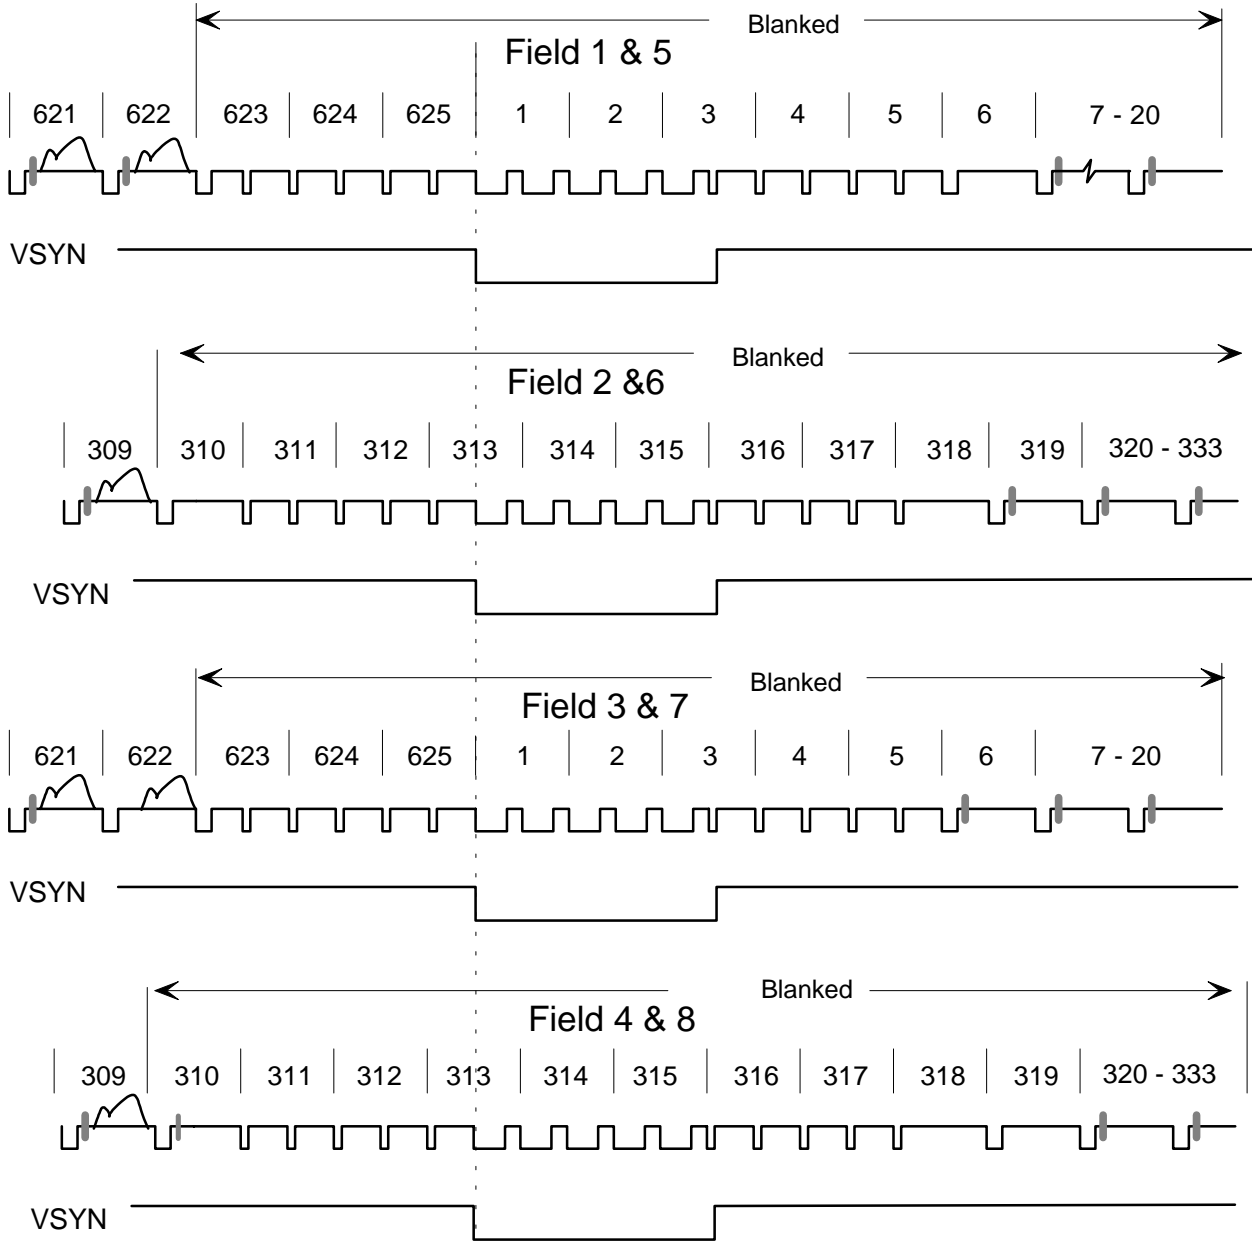 Blanked
Field 1 & 5
621 622 623 624 625 1 2 3 4 5 6 7 - 20
VSYN
Blanked
Field 2 &6
309 310 311 312 313 314 315 316 317 318 319 320 - 333
VSYN
Blanked
Field 3 & 7
621 622 623 624 625 1 2 3 4 5 6 7 - 20
VSYN
Blanked
Field 4 & 8
309 310 311 312 313 314 315 316 317 318 319 320 - 333
VSYN